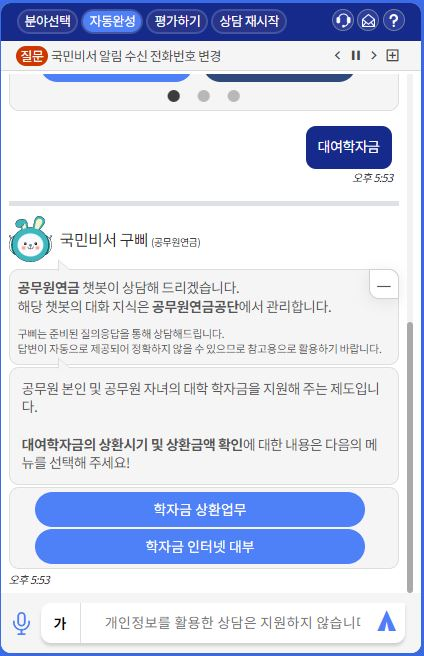 분야선택 자동완성 평가하기 상담 재시작 ?
질문 국민비서 알림 수신 전화번호 변경
대여학자금
오후 5:53
국민비서 구삐 (공무원연금)
공무원연금 챗봇이 상담해 드리겠습니다.
해당 챗봇의 대화 지식은 공무원연금공단에서 관리합니다.
구삐는 준비된 질의응답을 통해 상담해드립니다.
답변이 자동으로 제공되어 정확하지 않을 수 있으므로 참고용으로 활용하기 바랍니다.
공무원 본인 및 공무원 자녀의 대학 학자금을 지원해 주는 제도입니
다.
대여학자금의 상환시기 및 상환금액 확인에 대한 내용은 다음의 메
뉴를 선택해 주세요!
학자금 상환업무
학자금 인터넷 대부
오후 5:53
가 개인정보를 활용한 상담은 지원하지 않습니다